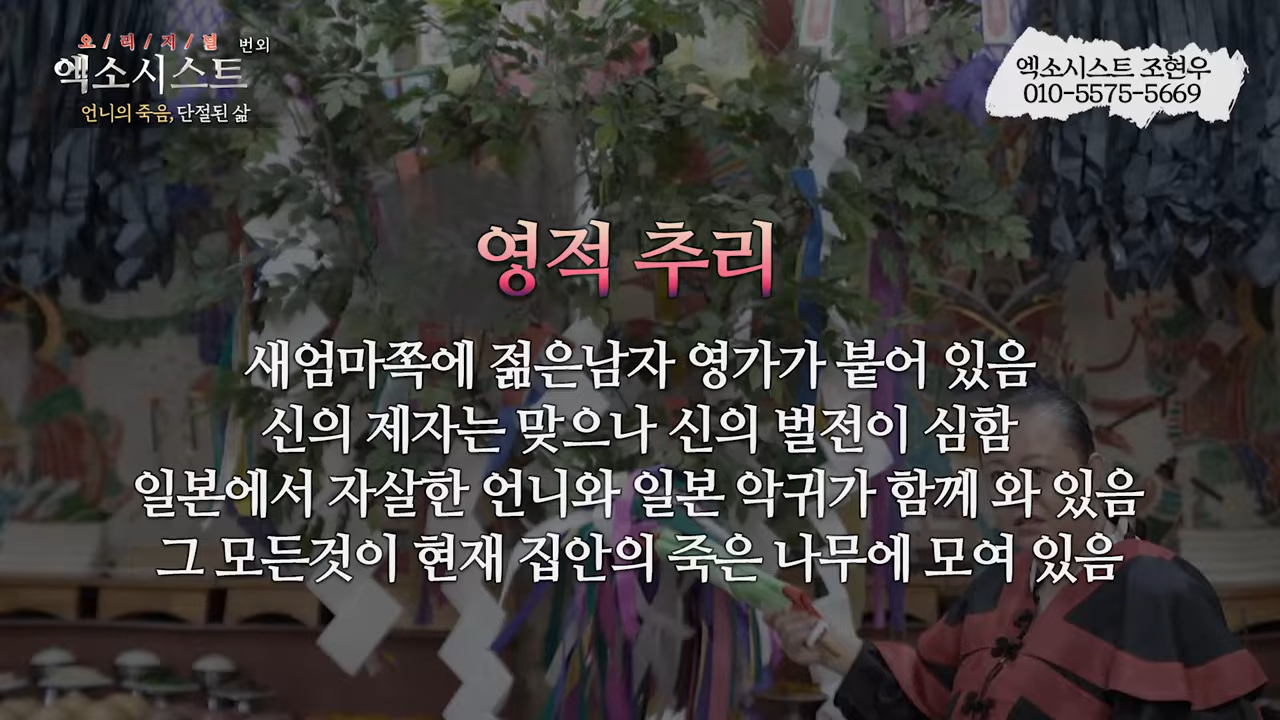 오/리/지/널 번외
엑소시스트
언니의 죽음, 단절된 삶
엑소시스트 조현우
010-5575-5669
영적 추리
새엄마쪽에 젊은남자 영가가 붙어 있음
신의 제자는 맞으나 신의 벌전이 심함
일본에서 자살한 언니와 일본 악귀가 함께 와 있음
그 모든것이 현재 집안의 죽은 나무에 모여 있음